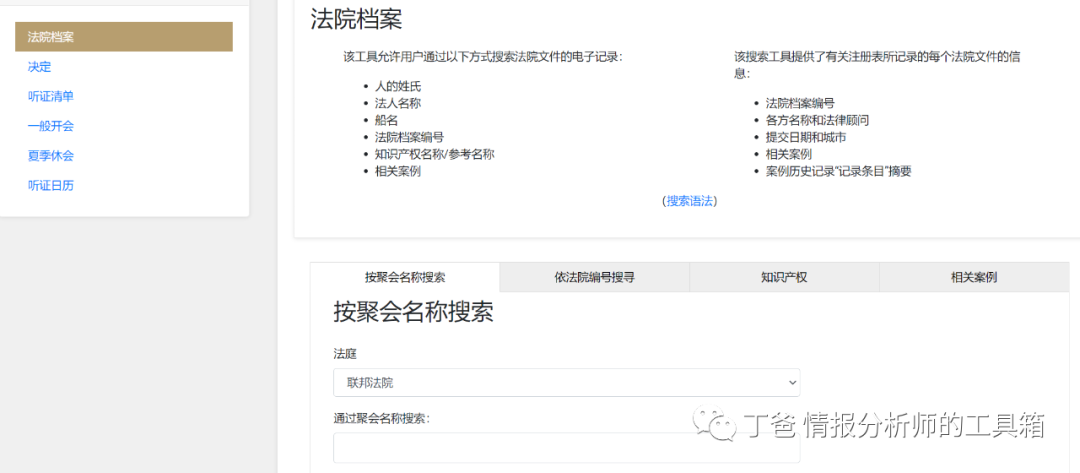 法院档案
决定
听证清单
一般开会
夏季休会
听证日历
法院档案
该工具允许用户通过以下方式搜索法院文件的电子记录：
人的姓氏
法人名称
船名
法院档案编号
知识产权名称/参考名称
相关案例
该搜索工具提供了有关注册表所记录的每个法院文件的信
息：
法院档案编号
各方名称和法律顾问
提交日期和城市
相关案例
案例历史记录“记录条目”摘要
(搜索语法)
按聚会名称搜索
依法院编号搜寻
知识产权
相关案例
按聚会名称搜索
法庭
联邦法院
通过聚会名称搜索：
丁爸 情报分析师的工具箱